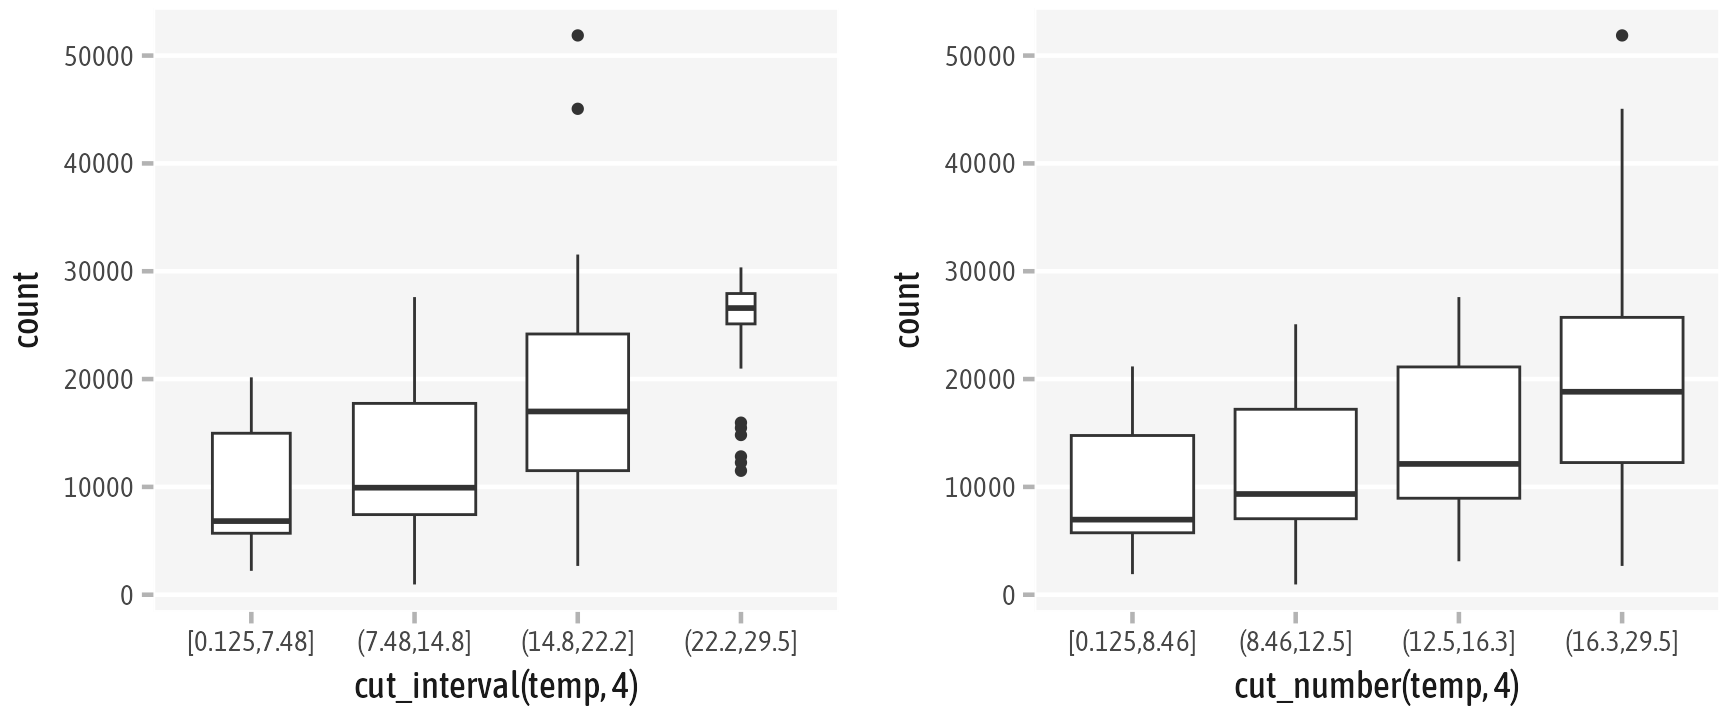 50000
40000
30000
20000
10000
0
count
[0.125,7.48] (7.48,14.8] (14.8,22.2] (22.2,29.5]
cut_interval(temp, 4)
50000
40000
30000
20000
10000
0
count
[0.125,8.46] (8.46,12.5] (12.5,16.3] (16.3,29.5]
cut_number(temp, 4)